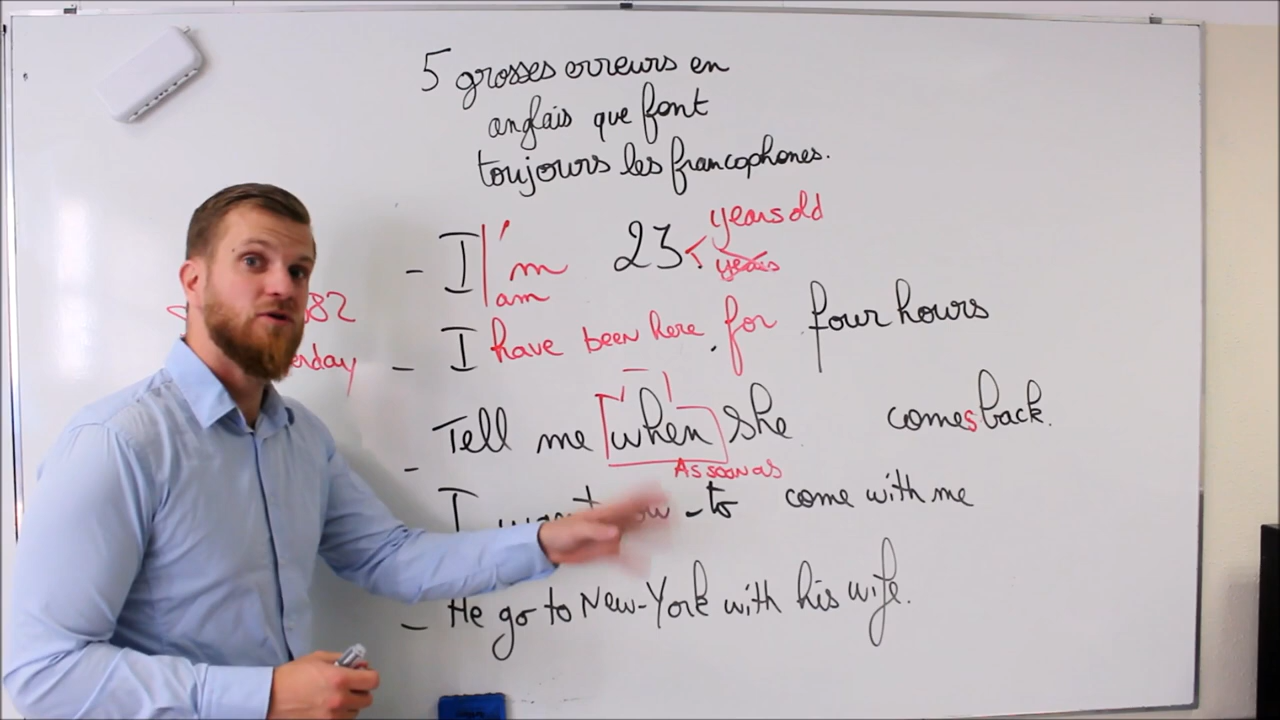 5 grosses erreurs en
anglais que font
toujours les francophones.
years old
- I'm 23 years
am
- I have been here for four hours
- Tell me when she comes back.
As soon as
I want to come with me
- He go to New-York with his wife.